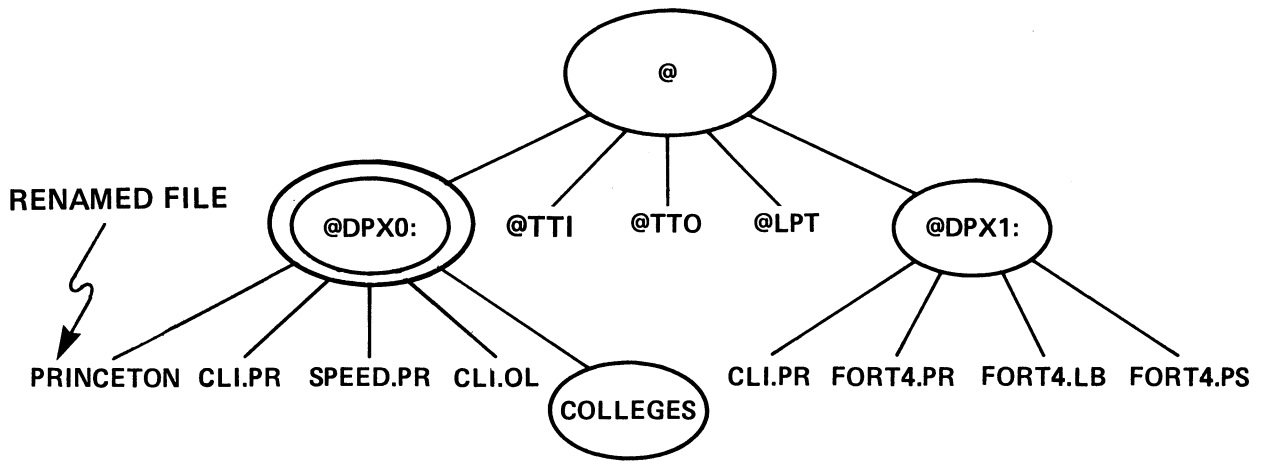 @
RENAMED FILE
@DPX0: @TTI @TTO @LPT @DPX1:
PRINCETON CLI.PR SPEED.PR CLI.OL CLI.PR FORT4.PR FORT4.LB FORT4.PS
COLLEGES